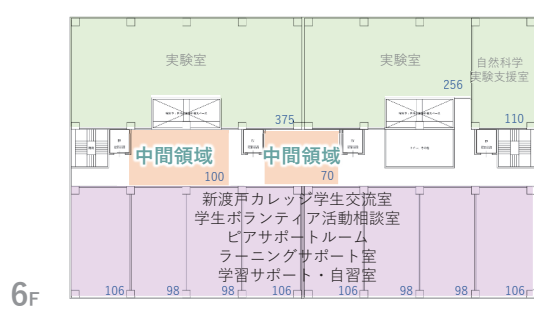 実験室
実験室
自然科学
実験支援室
256
375
110
中間領域
中間領域
100
70
新渡戸カレッジ学生交流室
学生ボランティア活動相談室
ピアサポートルーム
ラーニングサポート室
学習サポート・自習室
106
98
98
106
106
98
98
106
6F